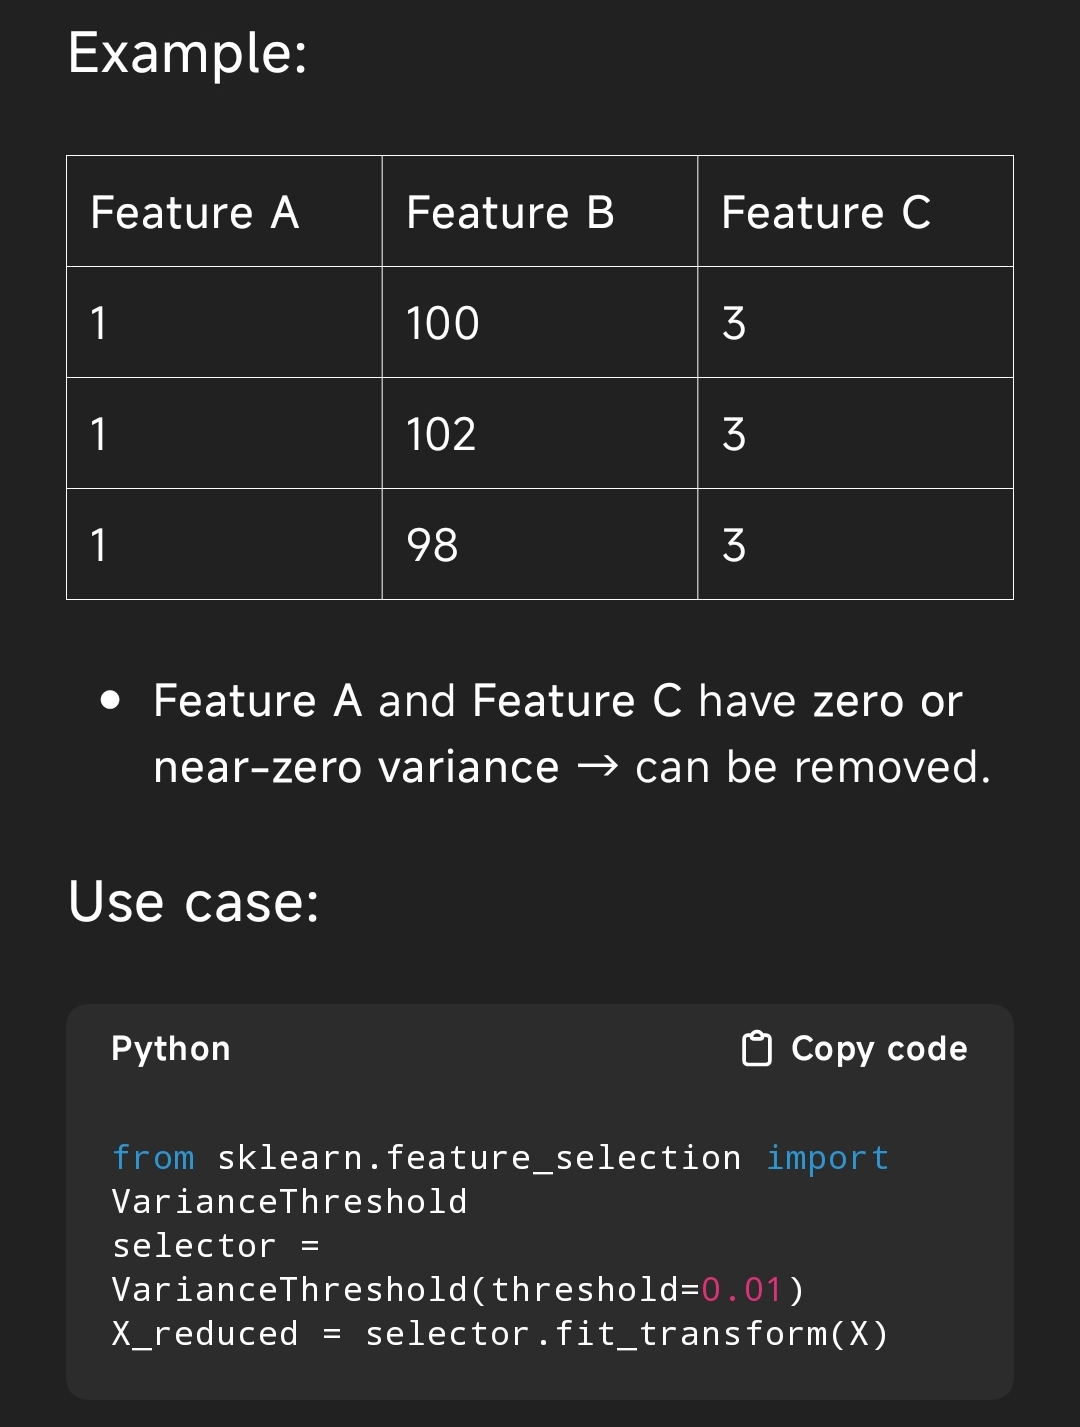 Example:
Feature A Feature B Feature C
1 100 3
1 102 3
1 98 3
• Feature A and Feature C have zero or
near-zero variance → can be removed.
Use case:
Python Copy code
from sklearn.feature_selection import
VarianceThreshold
selector =
VarianceThreshold(threshold=0.01)
X_reduced = selector.fit_transform(X)